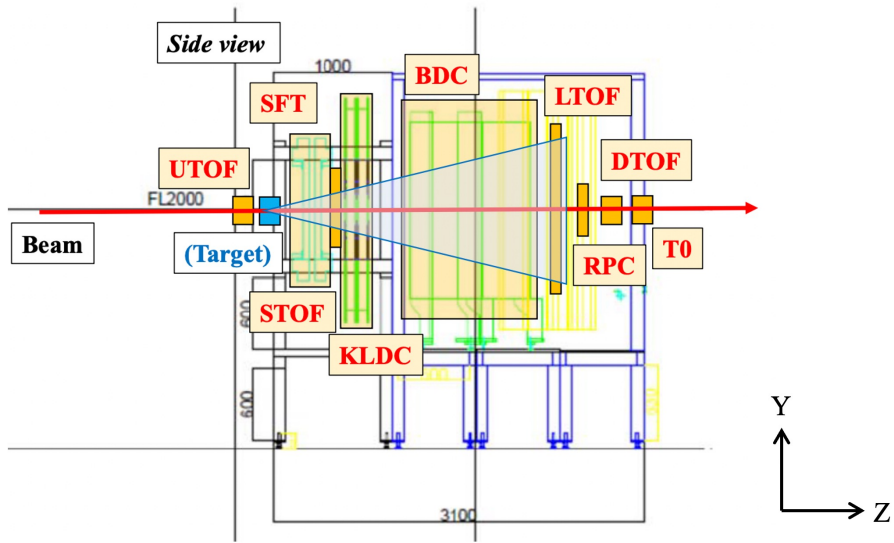 Side view
1000
BDC
SFT
LTOF
UTOF
DTOF
FL2000
Beam
(Target)
RPC
T0
STOF
600
KLDC
600
Y
Z
3100